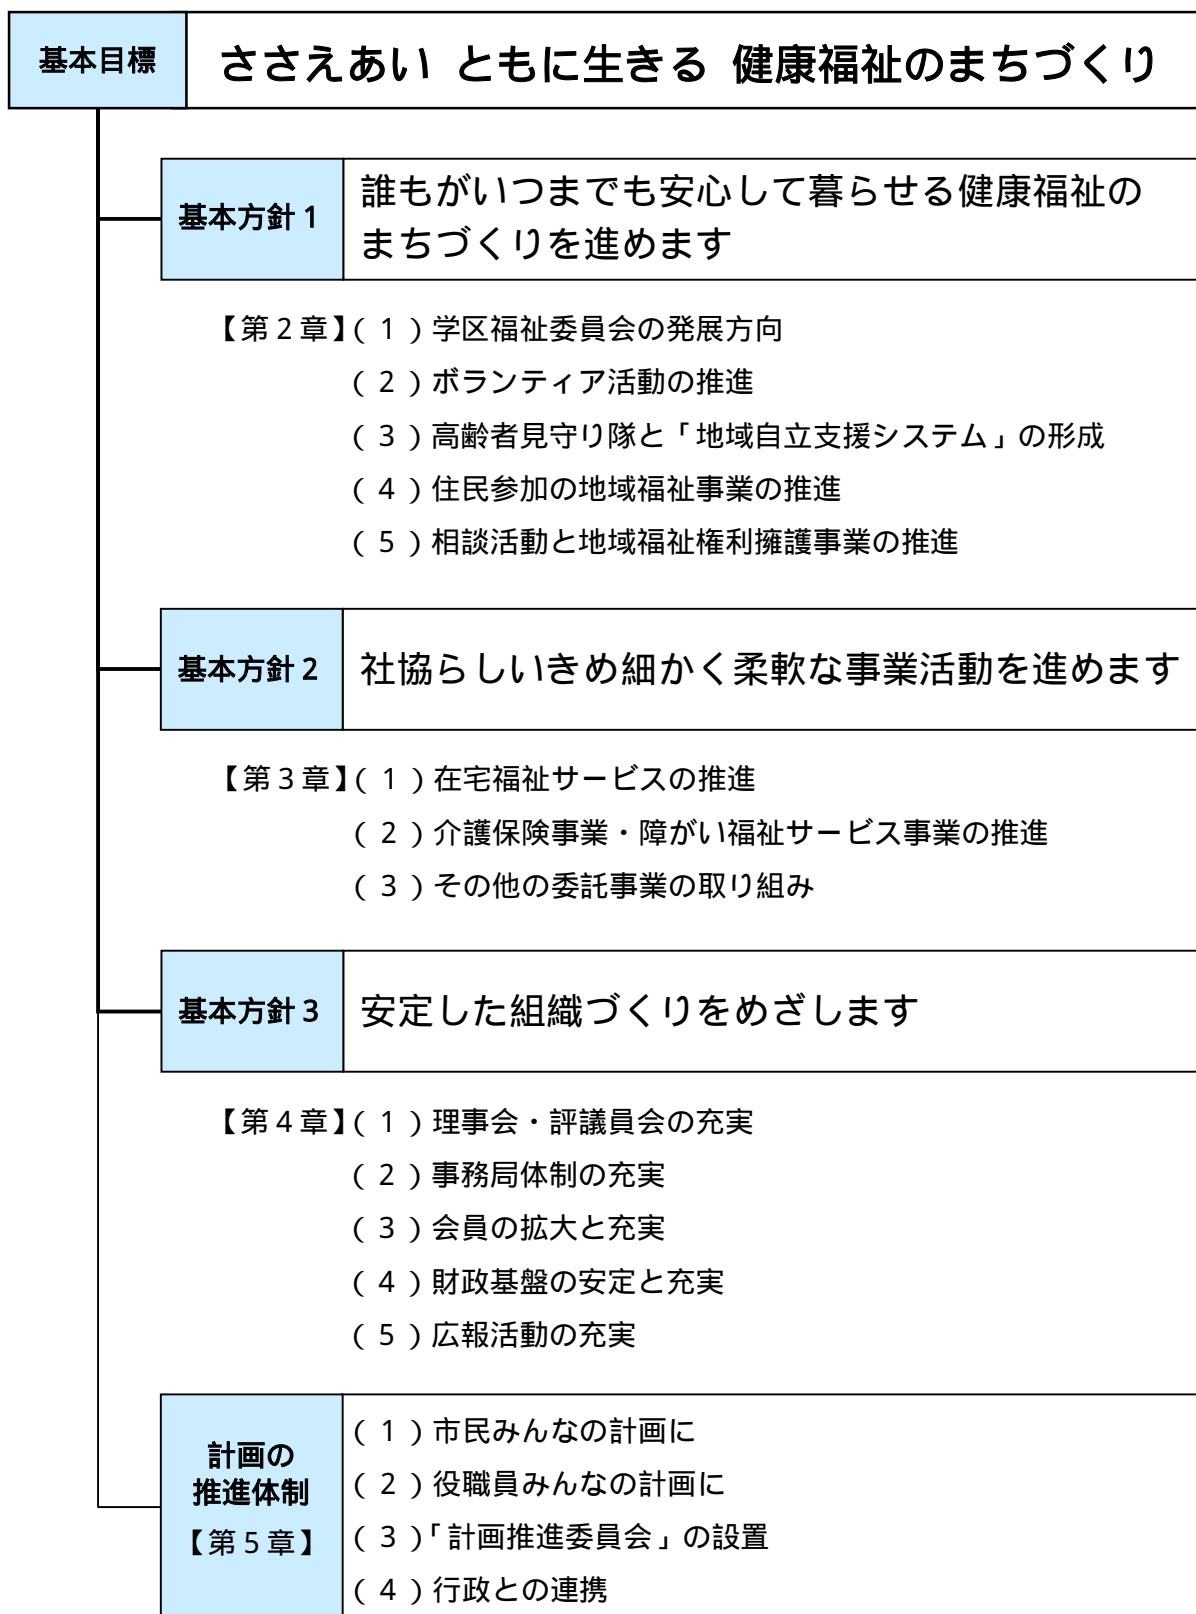 基本目標
ささえあい ともに生きる 健康福祉のまちづくり
基本方針1
誰もがいつまでも安心して暮らせる健康福祉の
まちづくりを進めます
【第2章】(1)学区福祉委員会の発展方向
(2)ボランティア活動の推進
(3)高齢者見守り隊と「地域自立支援システム」の形成
(4)住民参加の地域福祉事業の推進
(5)相談活動と地域福祉権利擁護事業の推進
基本方針2
社協らしいきめ細かく柔軟な事業活動を進めます
【第3章】(1)在宅福祉サービスの推進
(2)介護保険事業・障がい福祉サービス事業の推進
(3)その他の委託事業の取り組み
基本方針3
安定した組織づくりをめざします
【第4章】(1)理事会・評議員会の充実
(2)事務局体制の充実
(3)会員の拡大と充実
(4)財政基盤の安定と充実
(5)広報活動の充実
計画の
推進体制
【第5章】
(1)市民みんなの計画に
(2)役職員みんなの計画に
(3)「計画推進委員会」の設置
(4)行政との連携